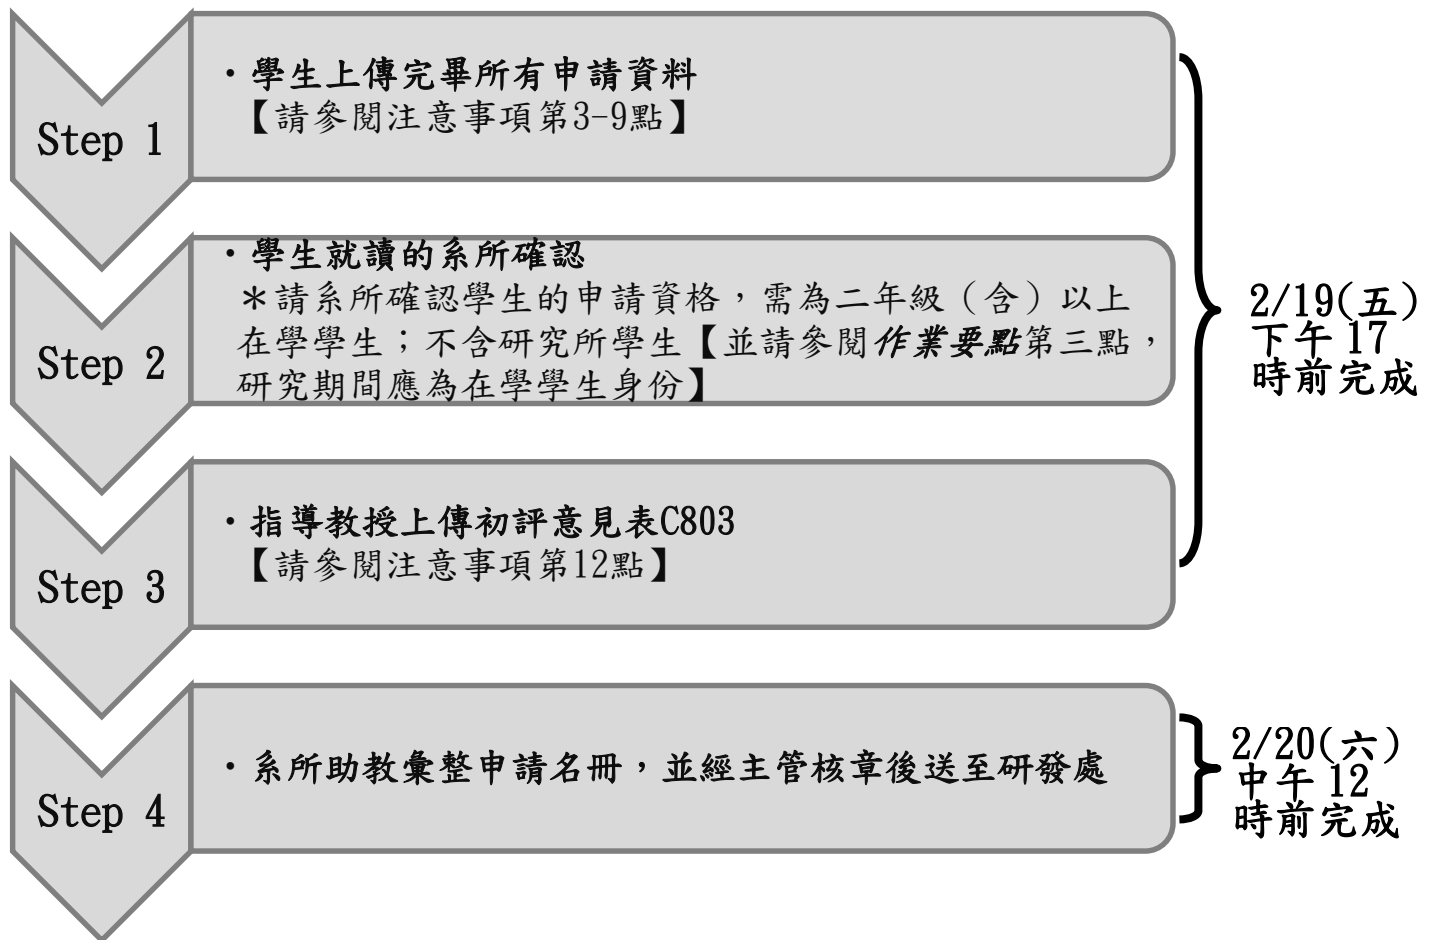 Step 1
・學生上傳完畢所有申請資料
【請參閱注意事項第3-9點】
Step 2
・學生就讀的系所確認
＊請系所確認學生的申請資格，需為二年級（含）以上
在學學生；不含研究所學生【並請參閱作業要點第三點，
研究期間應為在學學生身份】
Step 3
・指導教授上傳初評意見表C803
【請參閱注意事項第12點】
2/19(五)
下午 17
時前完成
Step 4
・系所助教彙整申請名冊，並經主管核章後送至研發處
2/20(六)
中午 12
時前完成